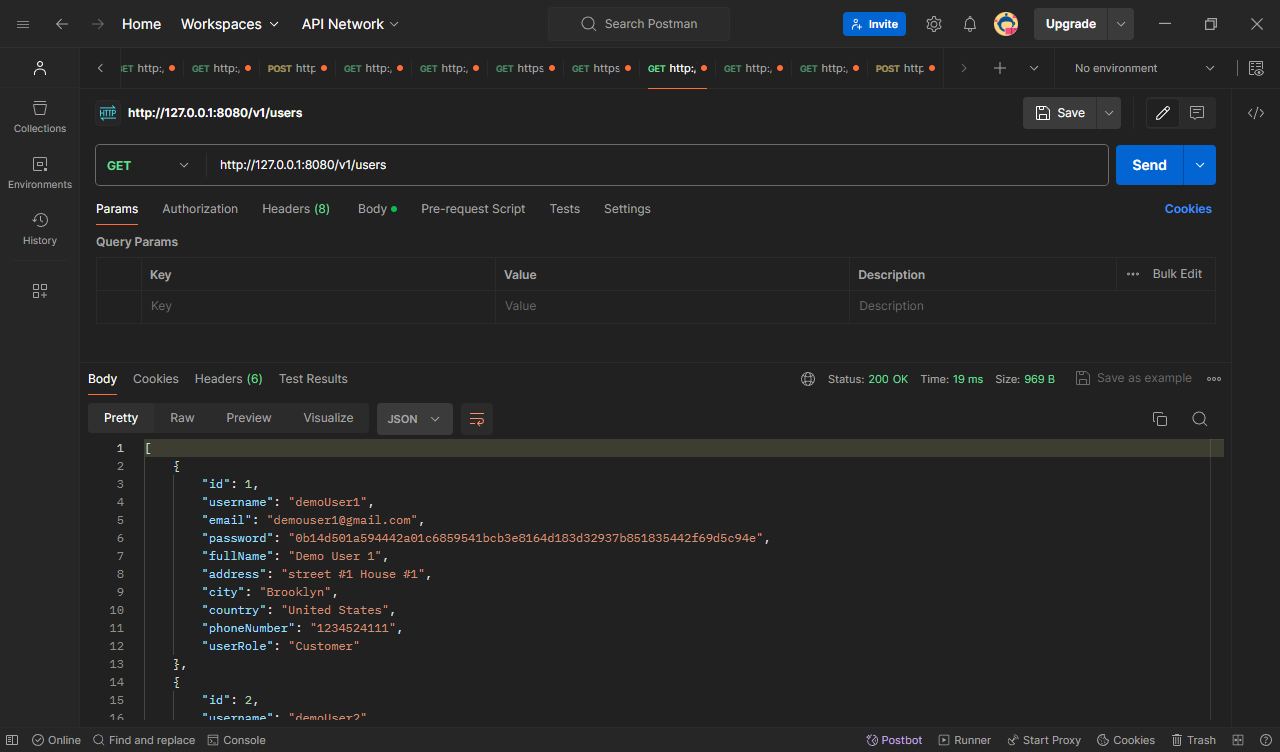 Home Workspaces API Network Search Postman Invite Upgrade
GET http:, GET http:, POST http GET http:, GET http:, GET https GET https GET http:, GET http:, GET http:, POST http No environment
HTTP http://127.0.0.1:8080/v1/users Save
Collections
GET http://127.0.0.1:8080/v1/users Send
Environments
Params Authorization Headers (8) Body Pre-request Script Tests Settings Cookies
History
Query Params
Key Value Description Bulk Edit
Key Value Description
Body Cookies Headers (6) Test Results Status: 200 OK Time: 19 ms Size: 969 B Save as example
Pretty Raw Preview Visualize JSON
1 [
2 {
3 "id": 1,
4 "username": "demoUser1",
5 "email": "demouser1@gmail.com",
6 "password": "0b14d501a594442a01c6859541bcb3e8164d183d32937b851835442f69d5c94e",
7 "fullName": "Demo User 1",
8 "address": "street #1 House #1",
9 "city": "Brooklyn",
10 "country": "United States",
11 "phoneNumber": "1234524111",
12 "userRole": "Customer"
13 },
14 {
15 "id": 2,
16 "username": "demoUser2"
Online Find and replace Console Postbot Runner Start Proxy Cookies Trash